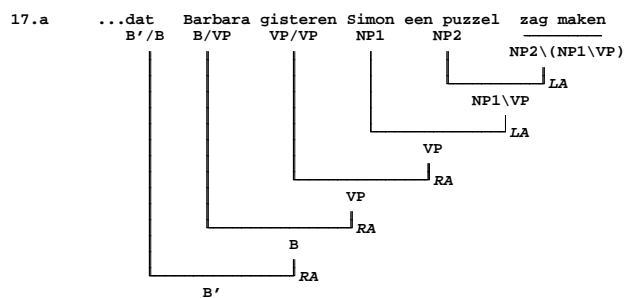 17.a ...dat Barbara gisteren Simon een puzzel zag maken
B'/B B/VP VP/VP NP1 NP2
NP2\(NP1\VP)
LA
NP1\VP
LA
VP
RA
VP
RA
B
RA
B'